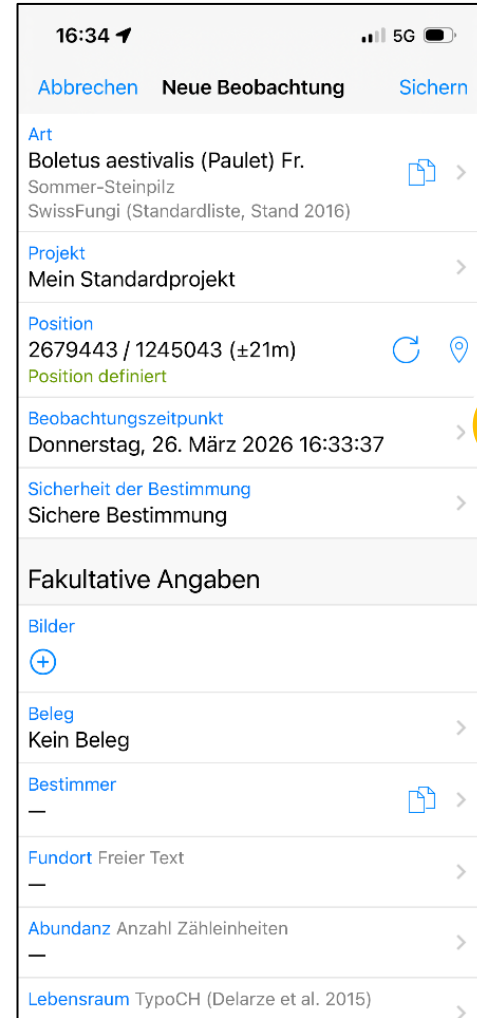 16:34
5G
Abbrechen Neue Beobachtung Sichern
Art
Boletus aestivalis (Paulet) Fr.
Sommer-Steinpilz
SwissFungi (Standardliste, Stand 2016)
Projekt
Mein Standardprojekt
Position
2679443 / 1245043 (±21m)
Position definiert
Beobachtungszeitpunkt
Donnerstag, 26. März 2026 16:33:37
Sicherheit der Bestimmung
Sichere Bestimmung
Fakultative Angaben
Bilder
Beleg
Kein Beleg
Bestimmer
—
Fundort Freier Text
—
Abundanz Anzahl Zähleinheiten
—
Lebensraum TypoCH (Delarze et al. 2015)